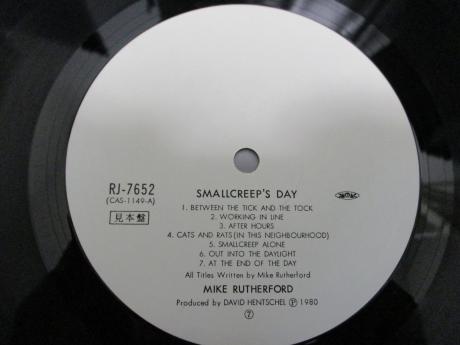 RJ-7652
(CAS-1149-A)
見本盤
SMALLCREEP'S DAY
1. BETWEEN THE TICK AND THE TOCK
2. WORKING IN LINE
3. AFTER HOURS
4. CATS AND RATS (IN THIS NEIGHBOURHOOD)
5. SMALLCREEP ALONE
6. OUT INTO THE DAYLIGHT
7. AT THE END OF THE DAY
All Titles Written by Mike Rutherford
MIKE RUTHERFORD
Produced by DAVID HENTSCHEL Ⓟ 1980
⑦